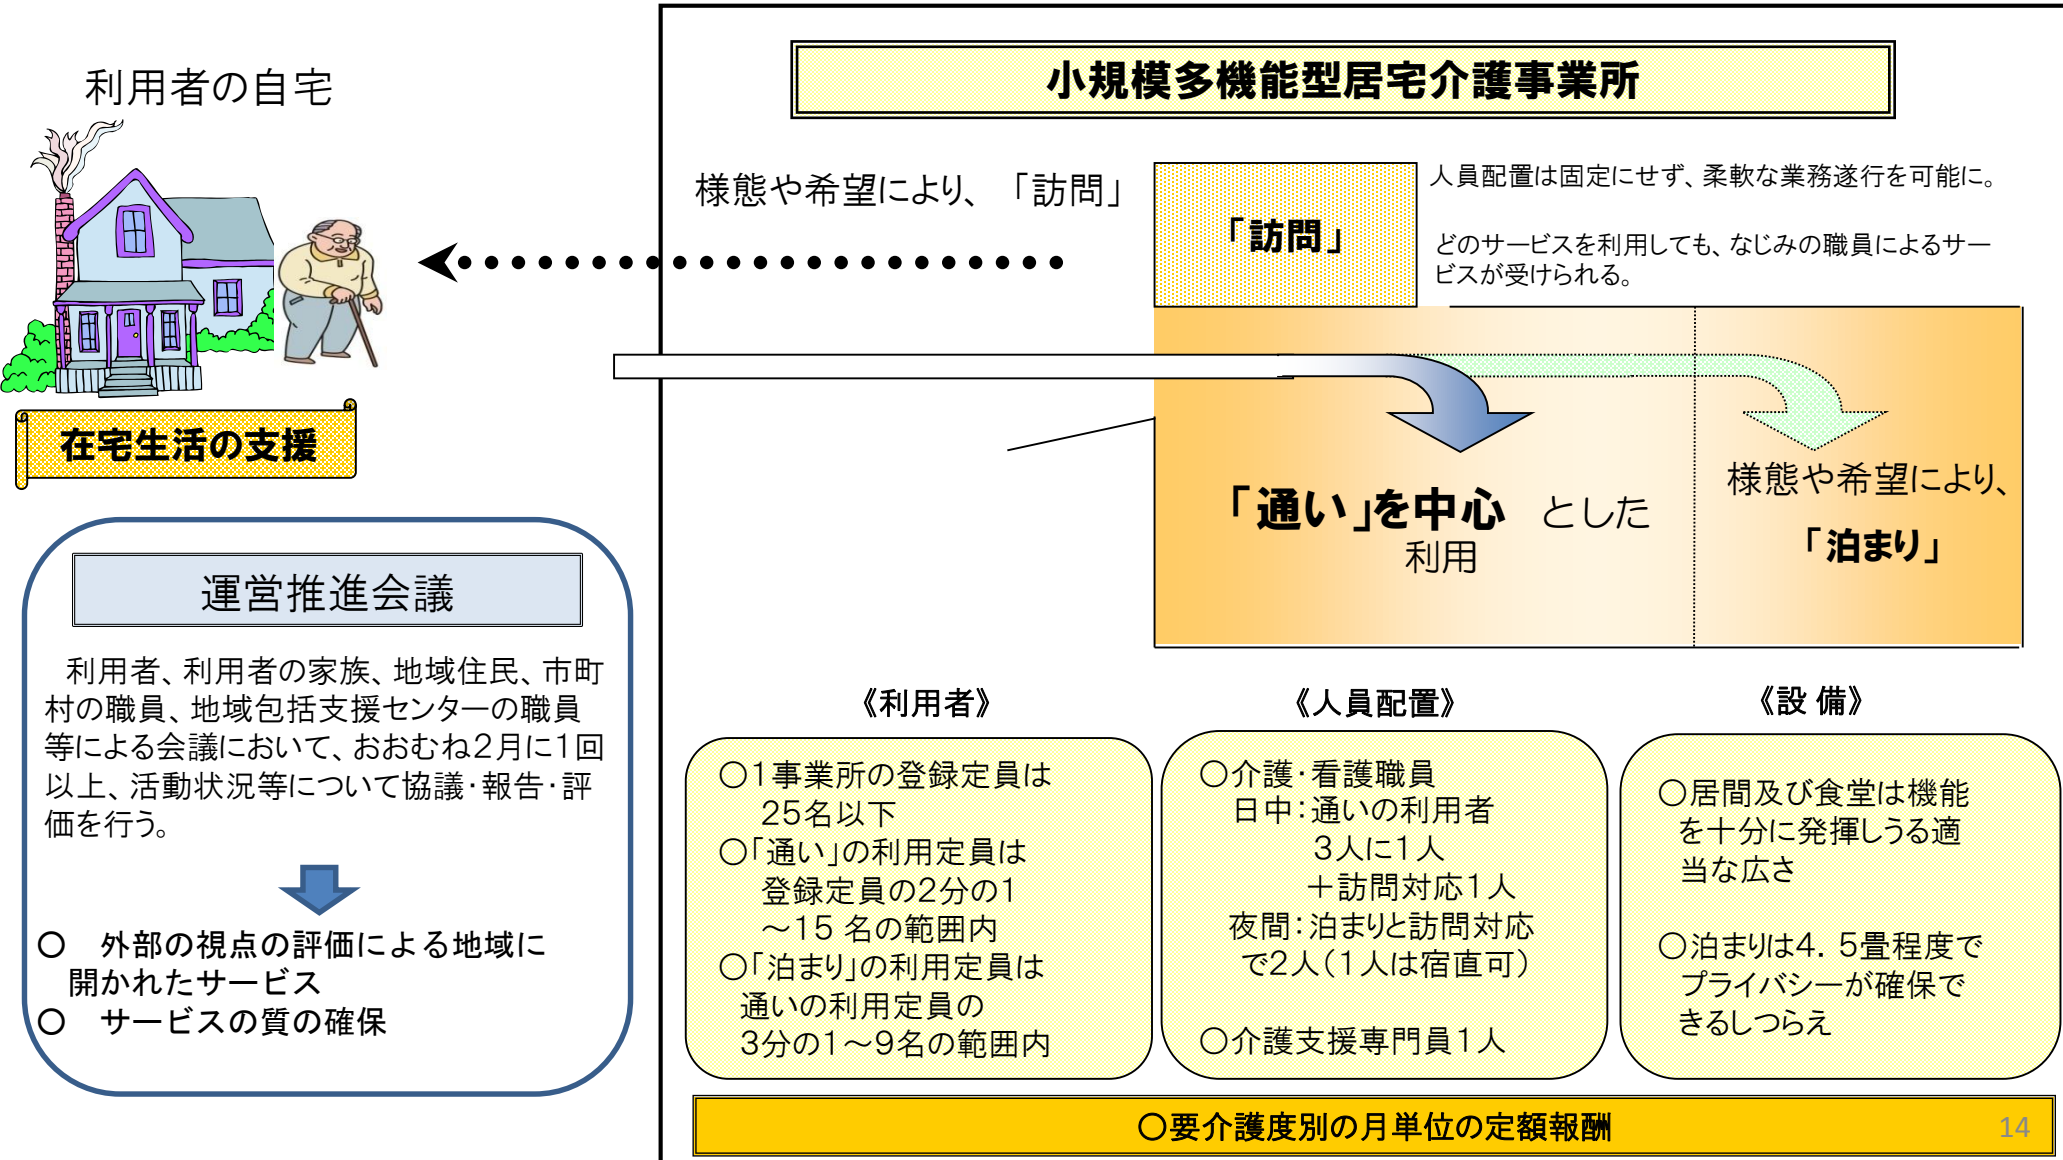 利用者の自宅
在宅生活の支援
運営推進会議
利用者、利用者の家族、地域住民、市町
村の職員、地域包括支援センターの職員
等による会議において、おおむね2月に1回
以上、活動状況等について協議・報告・評
価を行う。
○　外部の視点の評価による地域に
開かれたサービス
○　サービスの質の確保
小規模多機能型居宅介護事業所
様態や希望により、「訪問」
「訪問」
人員配置は固定にせず、柔軟な業務遂行を可能に。
どのサービスを利用しても、なじみの職員によるサー
ビスが受けられる。
「通い」を中心　とした
利用
様態や希望により、
「泊まり」
《利用者》
○1事業所の登録定員は
25名以下
○「通い」の利用定員は
登録定員の2分の1
～15 名の範囲内
○「泊まり」の利用定員は
通いの利用定員の
3分の1～9名の範囲内
《人員配置》
○介護・看護職員
日中：通いの利用者
3人に1人
＋訪問対応1人
夜間：泊まりと訪問対応
で2人（1人は宿直可）
○介護支援専門員1人
《設 備》
○居間及び食堂は機能
を十分に発揮しうる適
当な広さ
○泊まりは4．5畳程度で
プライバシーが確保で
きるしつらえ
○要介護度別の月単位の定額報酬
14